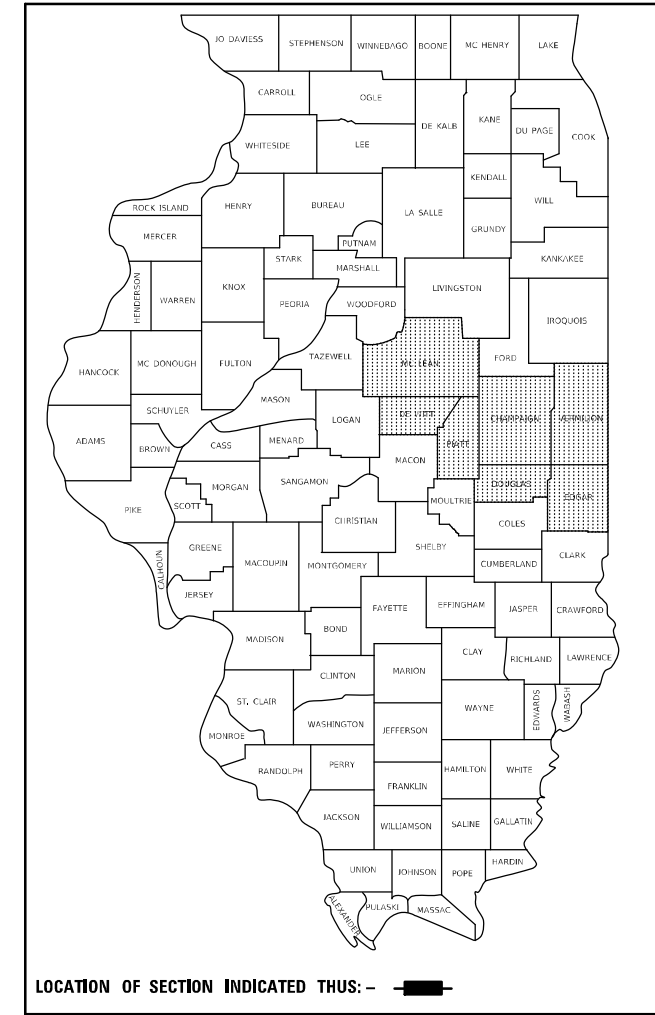 JO DAVIESS
STEPHENSON
WINNEBAGO
BOONE
MC HENRY
LAKE
CARROLL
OGLE
DE KALB
KANE
DU PAGE
COOK
WHITESIDE
LEE
KENDALL
ROCK ISLAND
HENRY
BUREAU
LA SALLE
WILL
GRUNDY
MERCER
PUTNAM
STARK
MARSHALL
KANKAKEE
HENDERSON
WARREN
KNOX
PEORIA
WOODFORD
LIVINGSTON
IROQUOIS
HANCOCK
MC DONOUGH
FULTON
TAZEWELL
MC LEAN
FORD
MASON
SCHUYLER
LOGAN
DE WITT
CHAMPAIGN
VERMILION
ADAMS
BROWN
CASS
MENARD
PIATT
MACON
MORGAN
SANGAMON
DOUGLAS
EDGAR
PIKE
SCOTT
MOULTRIE
CHRISTIAN
COLES
GREENE
SHELBY
CALHOUN
MACOUPIN
MONTGOMERY
CUMBERLAND
CLARK
JERSEY
FAYETTE
EFFINGHAM
JASPER
CRAWFORD
MADISON
BOND
CLAY
RICHLAND
LAWRENCE
CLINTON
MARION
ST. CLAIR
WAYNE
EDWARDS
WABASH
WASHINGTON
JEFFERSON
MONROE
RANDOLPH
PERRY
HAMILTON
WHITE
FRANKLIN
JACKSON
WILLIAMSON
SALINE
GALLATIN
UNION
JOHNSON
POPE
HARDIN
ALEXANDER
PULASKI
MASSAC
LOCATION OF SECTION INDICATED THUS: -